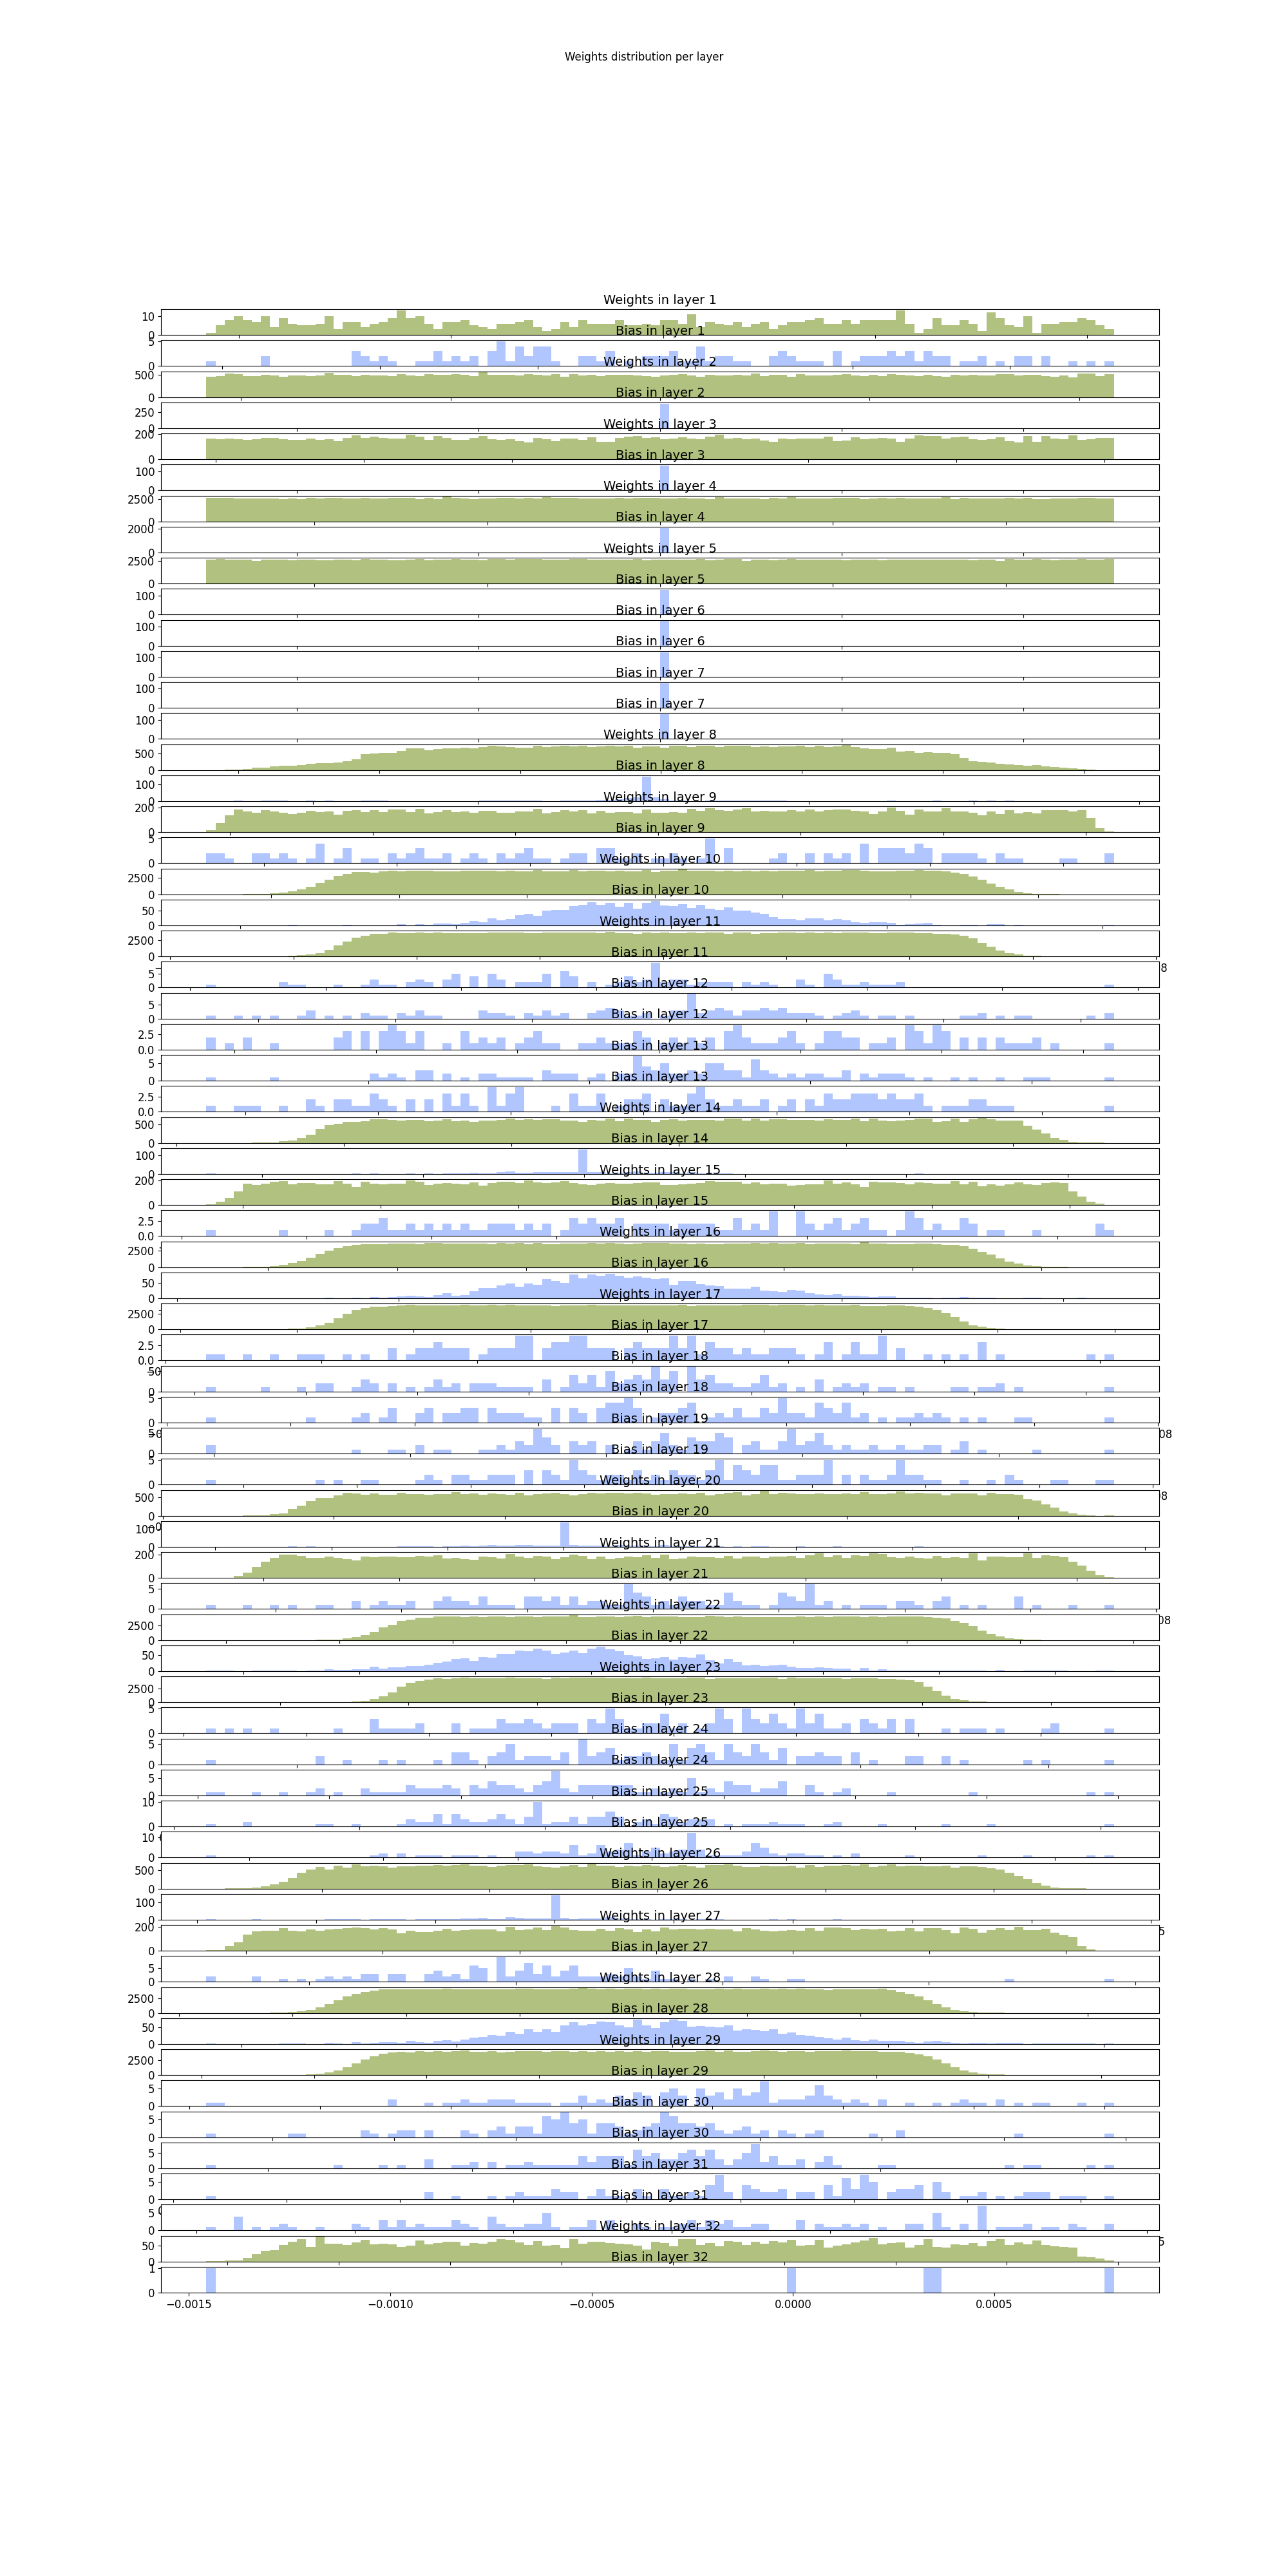 Weights distribution per layer
Weights in layer 1
10
0
Bias in layer 1
5
0
Weights in layer 2
500
0
Bias in layer 2
250
0
Weights in layer 3
200
0
Bias in layer 3
100
0
Weights in layer 4
2500
0
Bias in layer 4
2000
0
Weights in layer 5
2500
0
Bias in layer 5
100
0
Bias in layer 6
100
0
Bias in layer 6
100
0
Bias in layer 7
100
0
Bias in layer 7
100
0
Weights in layer 8
500
0
Bias in layer 8
100
0
Weights in layer 9
200
0
Bias in layer 9
5
0
Weights in layer 10
2500
0
Bias in layer 10
50
0
Weights in layer 11
2500
0
Bias in layer 11
8
5
0
Bias in layer 12
5
0
Bias in layer 12
2.5
0.0
Bias in layer 13
5
0
Bias in layer 13
2.5
0.0
Weights in layer 14
500
0
Bias in layer 14
100
0
Weights in layer 15
200
0
Bias in layer 15
2.5
0.0
Weights in layer 16
2500
0
Bias in layer 16
50
0
Weights in layer 17
2500
0
Bias in layer 17
2.5
0.0
Bias in layer 18
0
Bias in layer 18
5
0
Bias in layer 19
08
5
0
Bias in layer 19
5
0
Weights in layer 20
8
500
0
Bias in layer 20
100
0
Weights in layer 21
200
0
Bias in layer 21
5
0
Weights in layer 22
08
2500
0
Bias in layer 22
50
0
Weights in layer 23
2500
0
Bias in layer 23
5
0
Bias in layer 24
5
0
Bias in layer 24
5
0
Bias in layer 25
10
0
Bias in layer 25
10
0
Weights in layer 26
500
0
Bias in layer 26
100
0
Weights in layer 27
5
200
0
Bias in layer 27
5
0
Weights in layer 28
2500
0
Bias in layer 28
50
0
Weights in layer 29
2500
0
Bias in layer 29
5
0
Bias in layer 30
5
0
Bias in layer 30
5
0
Bias in layer 31
5
0
Bias in layer 31
5
0
Weights in layer 32
5
50
0
Bias in layer 32
1
0
−0.0015 −0.0010 −0.0005 0.0000 0.0005